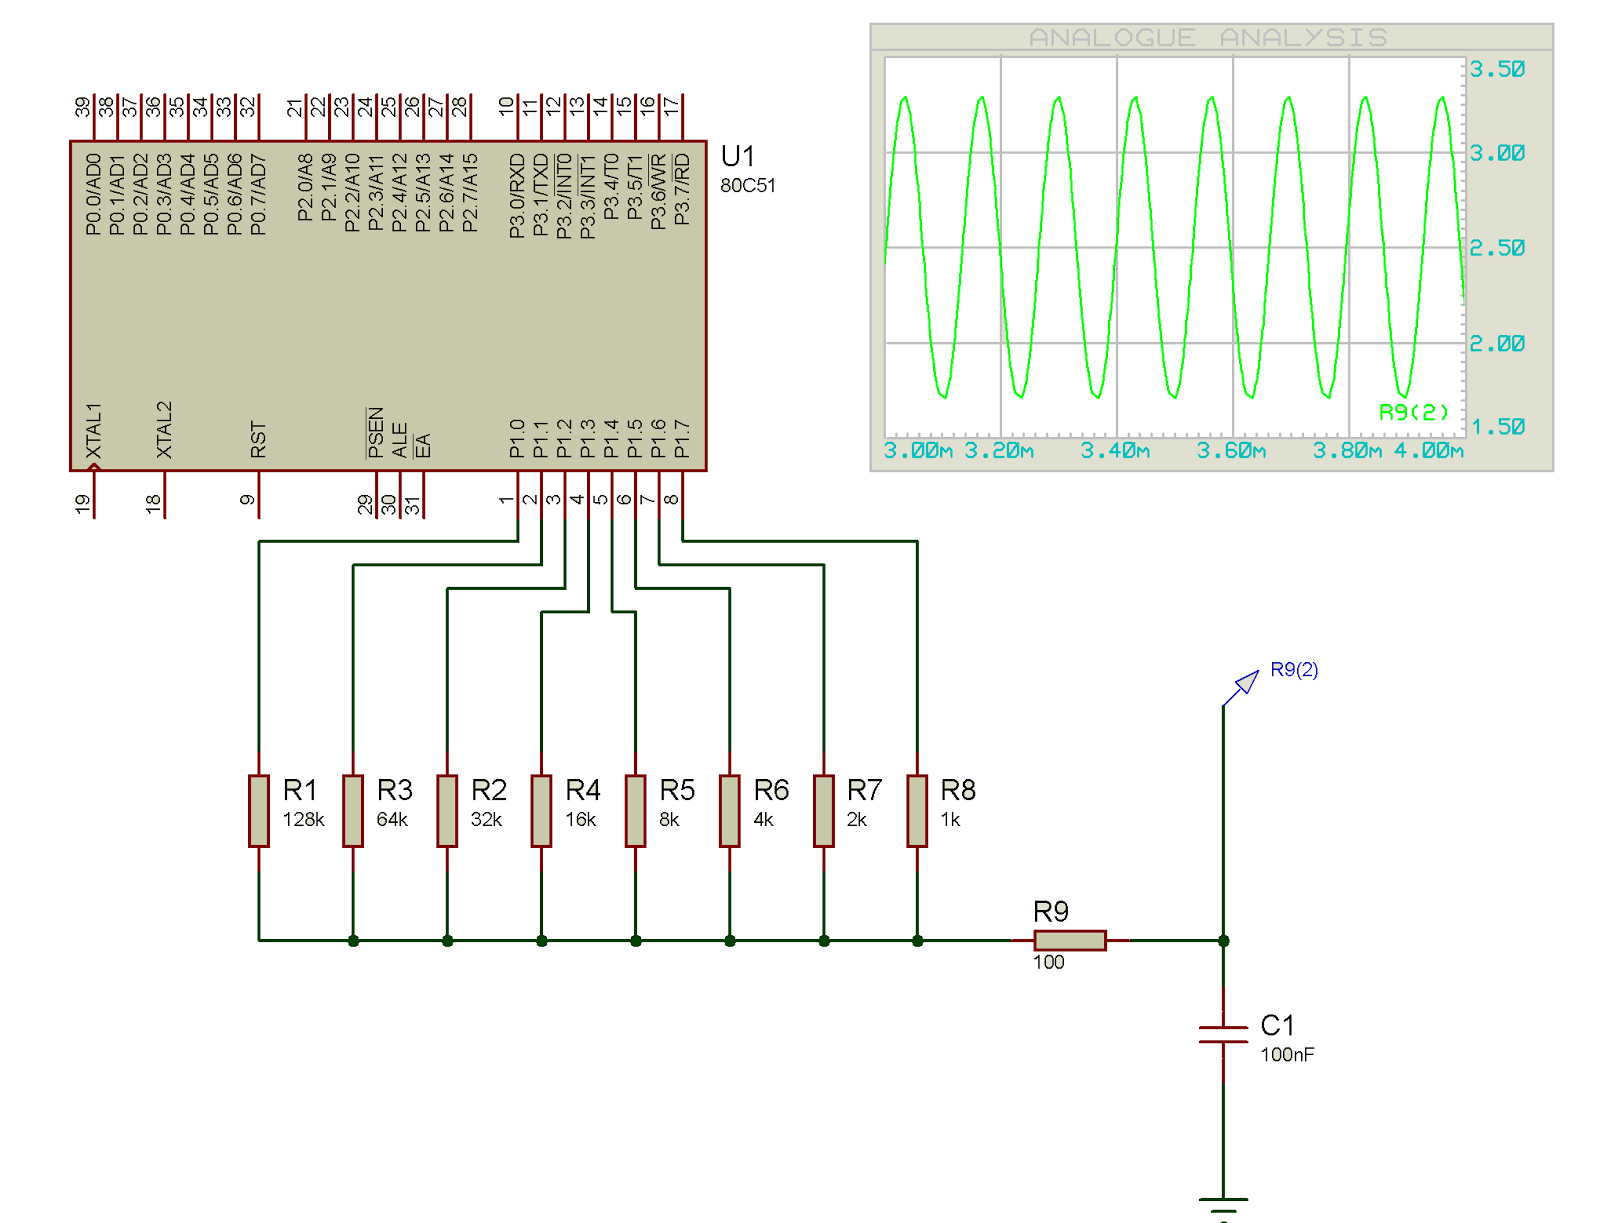 ANALOGUE ANALYSIS
3.50
3.00
2.50
2.00
1.50
R9(2)
3.00m 3.20m 3.40m 3.60m 3.80m 4.00m
39 38 37 36 35 34 33 32 21 22 23 24 25 26 27 28 10 11 12 13 14 15 16 17
U1
80C51
P0.0/AD0
P0.1/AD1
P0.2/AD2
P0.3/AD3
P0.4/AD4
P0.5/AD5
P0.6/AD6
P0.7/AD7
P2.0/A8
P2.1/A9
P2.2/A10
P2.3/A11
P2.4/A12
P2.5/A13
P2.6/A14
P2.7/A15
P3.0/RXD
P3.1/TXD
P3.2/INT0
P3.3/INT1
P3.4/T0
P3.5/T1
P3.6/WR
P3.7/RD
XTAL1
XTAL2
RST
PSEN
ALE
EA
P1.0
P1.1
P1.2
P1.3
P1.4
P1.5
P1.6
P1.7
19 18 9 29 30 31 1 2 3 4 5 6 7 8
R9(2)
R1 R3 R2 R4 R5 R6 R7 R8
128k 64k 32k 16k 8k 4k 2k 1k
R9
100
C1
100nF